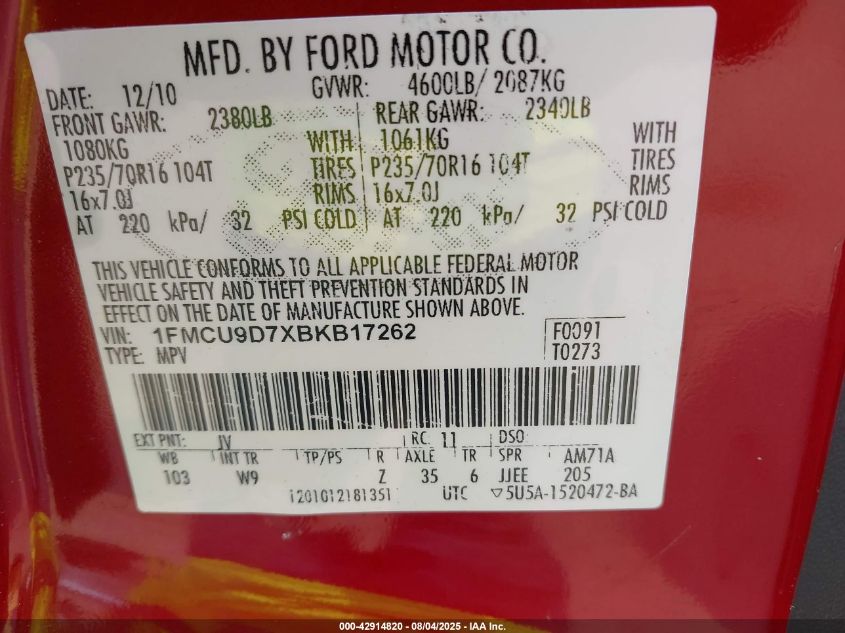 MFD. BY FORD MOTOR CO.
DATE: 12/10 GVWR: 4600LB/ 2087KG
FRONT GAWR: 2380LB REAR GAWR: 2340LB
1080KG WITH 1061KG WITH
P235/70R16 104T TIRES P235/70R16 104T TIRES
16x7.0J RIMS 16x7.0J RIMS
AT 220 kPa/ 32 PSI COLD AT 220 kPa/ 32 PSI COLD
THIS VEHICLE CONFORMS TO ALL APPLICABLE FEDERAL MOTOR
VEHICLE SAFETY AND THEFT PREVENTION STANDARDS IN
EFFECT ON THE DATE OF MANUFACTURE SHOWN ABOVE.
VIN: 1FMCU9D7XBKB17262 F0091
TYPE: MPV T0273
EXT PNT: JV RC: 11 DSO:
WB INT TR TP/PS R AXLE TR SPR AM71A
103 W9 Z 35 6 JJEE 205
1201012181351 UTC ▽5U5A-1520472-BA
000-42914820 - 08/04/2025 - IAA Inc.